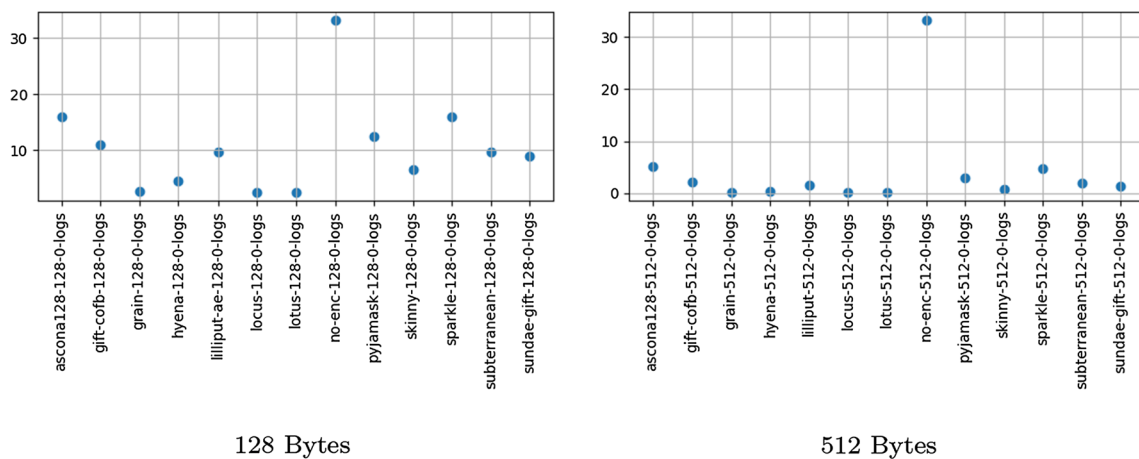 30
20
10
ascona128-128-0-logs
gift-cofb-128-0-logs
grain-128-0-logs
hyena-128-0-logs
lilliput-ae-128-0-logs
locus-128-0-logs
lotus-128-0-logs
no-enc-128-0-logs
pyjamask-128-0-logs
skinny-128-0-logs
sparkle-128-0-logs
subterranean-128-0-logs
sundae-gift-128-0-logs
128 Bytes
30
20
10
0
ascona128-512-0-logs
gift-cofb-512-0-logs
grain-512-0-logs
hyena-512-0-logs
lilliput-512-0-logs
locus-512-0-logs
lotus-512-0-logs
no-enc-512-0-logs
pyjamask-512-0-logs
skinny-512-0-logs
sparkle-512-0-logs
subterranean-512-0-logs
sundae-gift-512-0-logs
512 Bytes